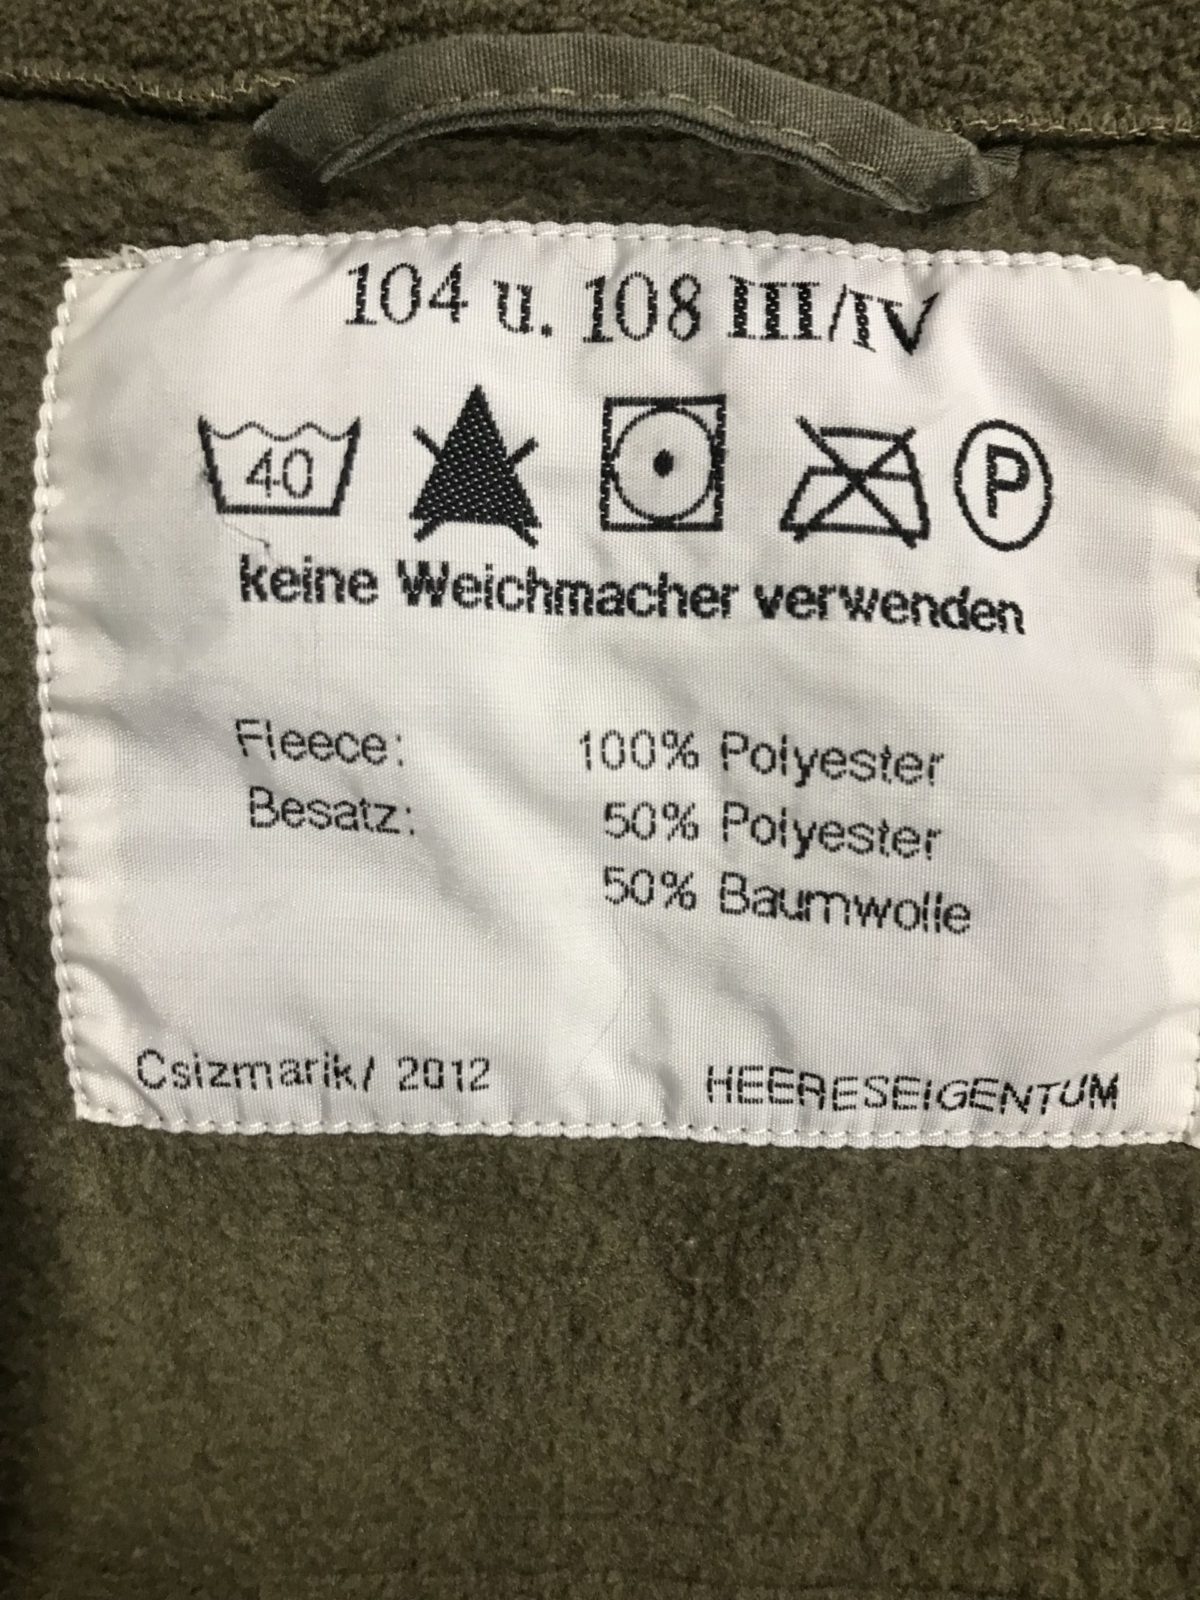 104 u. 108 III/IV
40 P
keine Weichmacher verwenden
Fleece: 100% Polyester
Besatz: 50% Polyester
50% Baumwolle
Csizmarik/ 2012 HEERESEIGENTUM